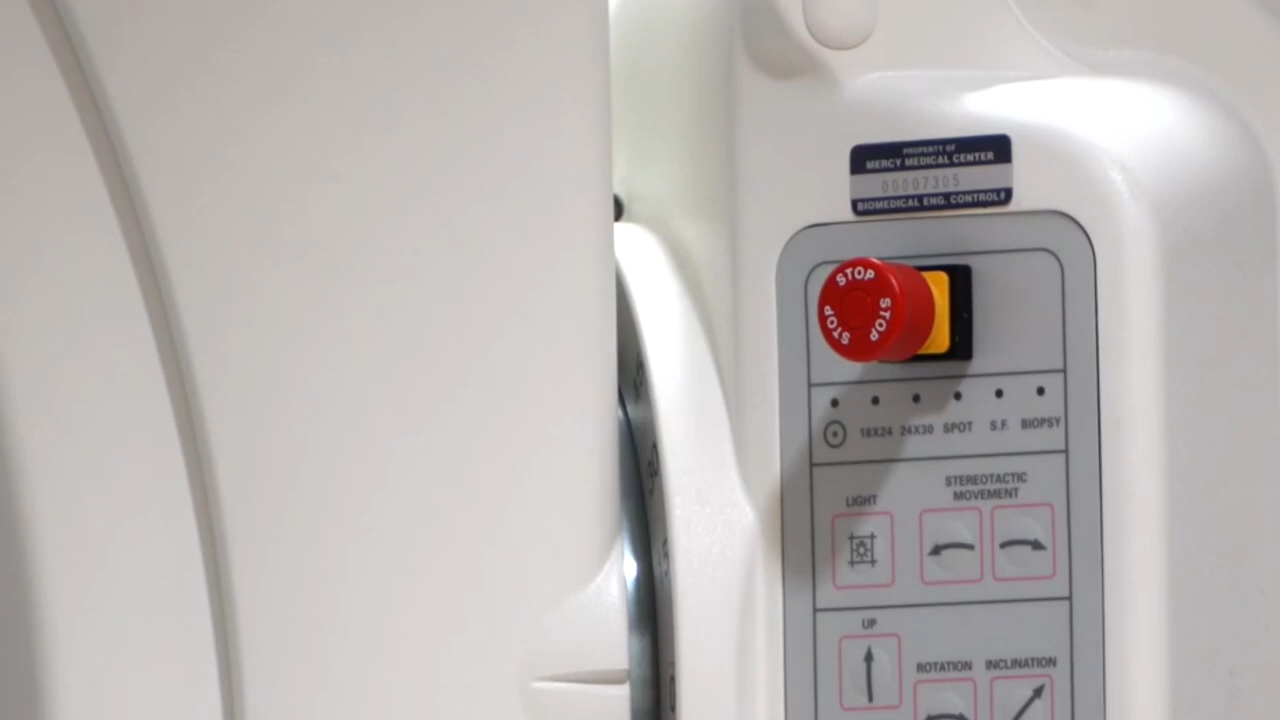 PROPERTY OF
MERCY MEDICAL CENTER
00007305
BIOMEDICAL ENG. CONTROL#
STOP
STOP
STOP
18X24 24X30 SPOT S.F. BIOPSY
LIGHT
STEREOTACTIC
MOVEMENT
30
UP
ROTATION INCLINATION